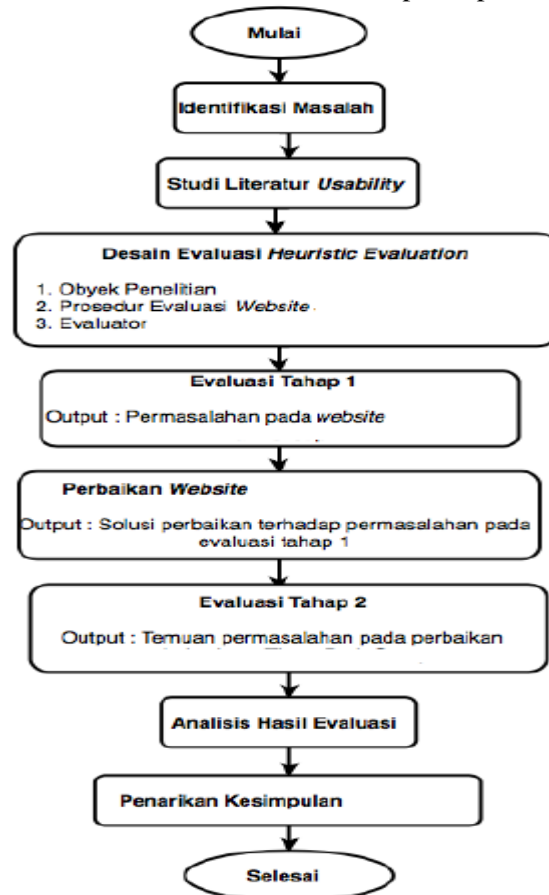 Mulai
Identifikasi Masalah
Studi Literatur Usability
Desain Evaluasi Heuristic Evaluation
1. Obyek Penelitian
2. Prosedur Evaluasi Website
3. Evaluator
Evaluasi Tahap 1
Output : Permasalahan pada website
Perbaikan Website
Output : Solusi perbaikan terhadap permasalahan pada
evaluasi tahap 1
Evaluasi Tahap 2
Output : Temuan permasalahan pada perbaikan
Analisis Hasil Evaluasi
Penarikan Kesimpulan
Selesai